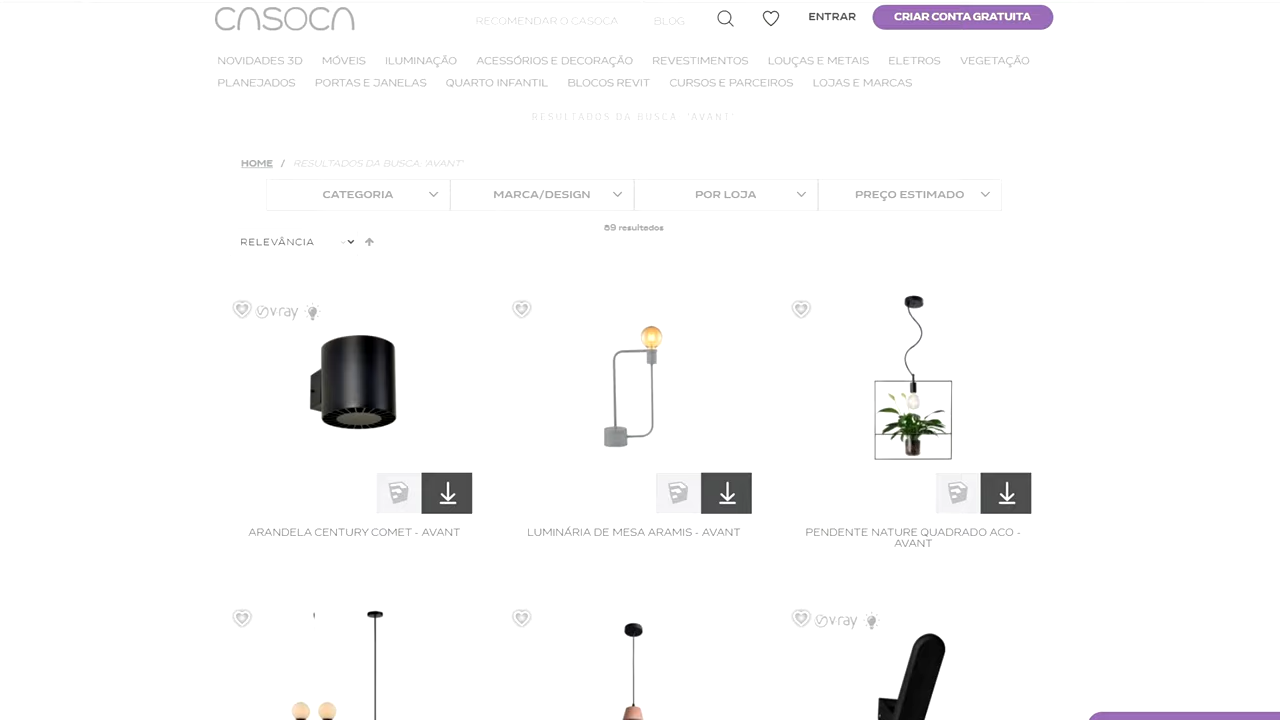 CASOCA
RECOMENDAR O CASOCA BLOG ENTRAR CRIAR CONTA GRATUITA
NOVIDADES 3D MÓVEIS ILUMINAÇÃO ACESSÓRIOS E DECORAÇÃO REVESTIMENTOS LOUÇAS E METAIS ELETROS VEGETAÇÃO
PLANEJADOS PORTAS E JANELAS QUARTO INFANTIL BLOCOS REVIT CURSOS E PARCEIROS LOJAS E MARCAS
RESULTADOS DA BUSCA: 'AVANT'
HOME / RESULTADOS DA BUSCA: 'AVANT'
CATEGORIA MARCA/DESIGN POR LOJA PREÇO ESTIMADO
89 resultados
RELEVÂNCIA
vray
ARANDELA CENTURY COMET - AVANT
LUMINÁRIA DE MESA ARAMIS - AVANT
PENDENTE NATURE QUADRADO ACO -
AVANT
vray